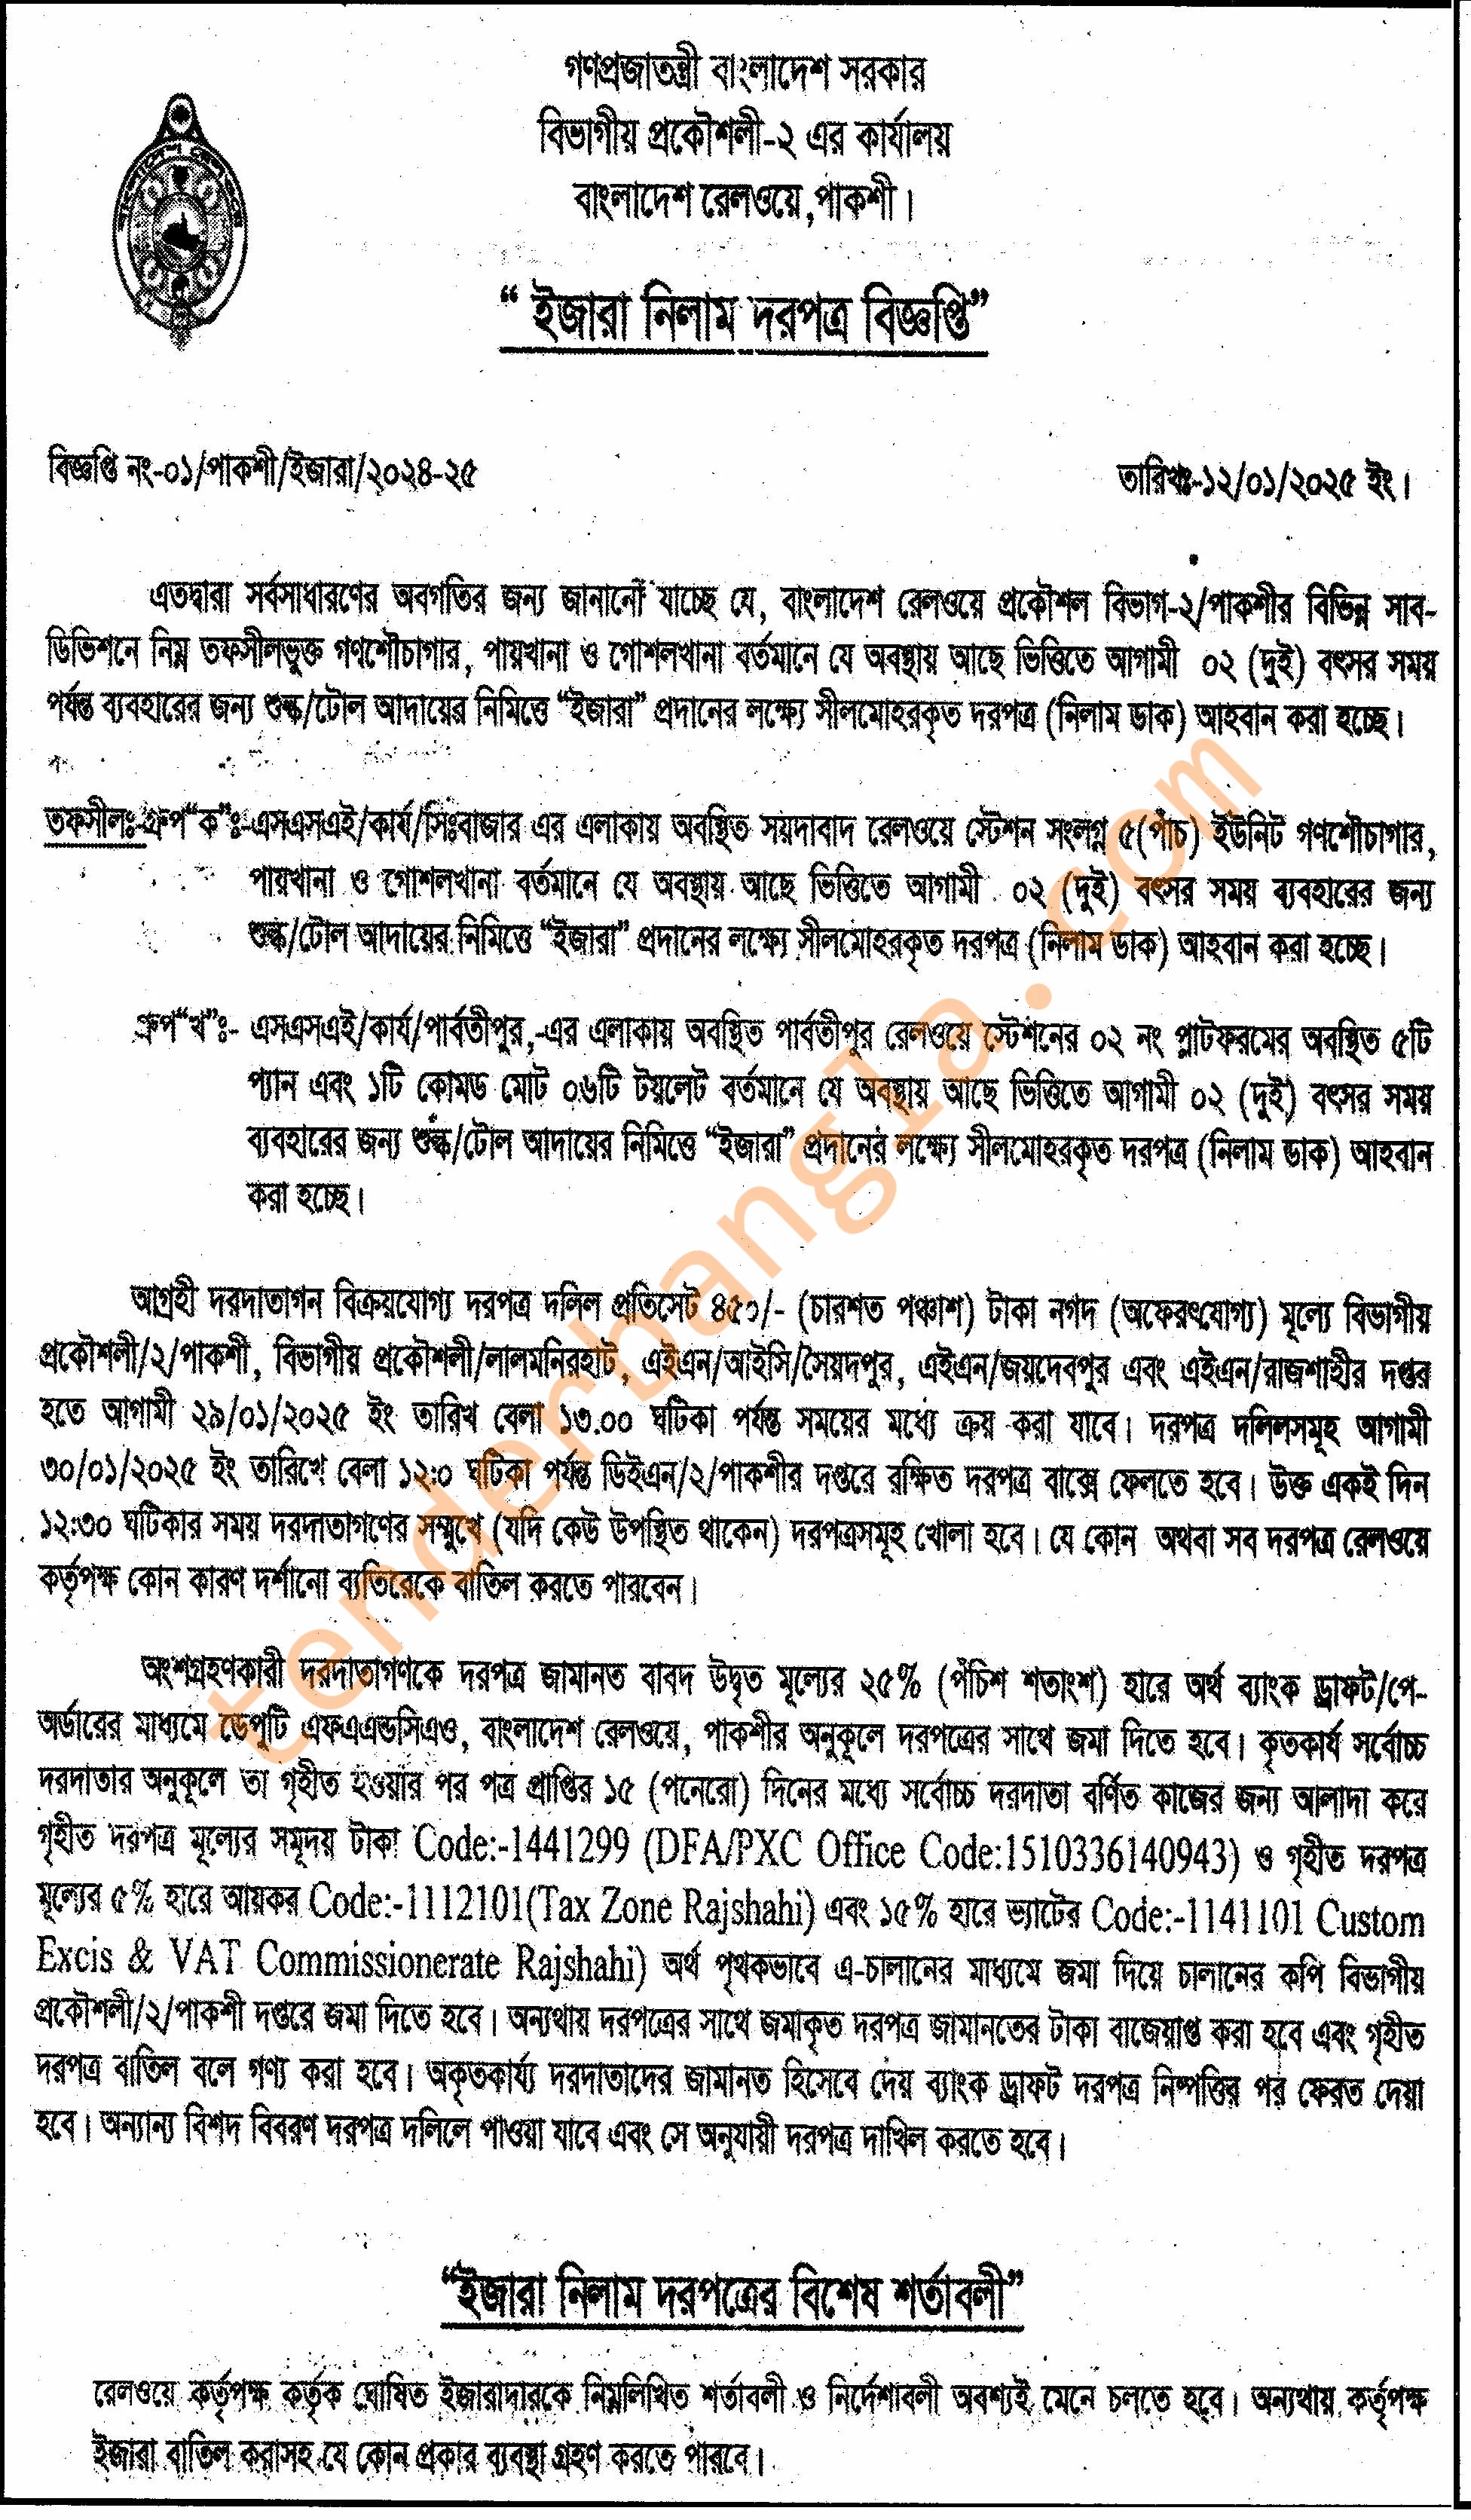 গণপ্রজাতন্ত্রী বাংলাদেশ সরকার
বিভাগীয় প্রকৌশলী-২ এর কার্যালয়
বাংলাদেশ রেলওয়ে,পাকশী।
“ ইজারা নিলাম দরপত্র বিজ্ঞপ্তি”
বিজ্ঞপ্তি নং-০১/পাকশী/ইজারা/২০২৪-২৫ তারিখঃ-১২/০১/২০২৫ ইং।
এতদ্বারা সর্বসাধারণের অবগতির জন্য জানানো যাচ্ছে যে, বাংলাদেশ রেলওয়ে প্রকৌশল বিভাগ-২/পাকশীর বিভিন্ন সাব-
ডিভিশনে নিম্ন তফসীলভুক্ত গণশৌচাগার, পায়খানা ও গোশলখানা বর্তমানে যে অবস্থায় আছে ভিত্তিতে আগামী ০২ (দুই) বৎসর সময়
পর্যন্ত ব্যবহারের জন্য শুল্ক/টোল আদায়ের নিমিত্তে “ইজারা” প্রদানের লক্ষ্যে সীলমোহরকৃত দরপত্র (নিলাম ডাক) আহবান করা হচ্ছে।
তফসীলঃ-গ্রুপ“ক”ঃ-এসএসএই/কার্য/সিঃবাজার এর এলাকায় অবস্থিত সয়দাবাদ রেলওয়ে স্টেশন সংলগ্ন ৫(পাঁচ) ইউনিট গণশৌচাগার,
পায়খানা ও গোশলখানা বর্তমানে যে অবস্থায় আছে ভিত্তিতে আগামী ০২ (দুই) বৎসর সময় ব্যবহারের জন্য
শুল্ক/টোল আদায়ের নিমিত্তে “ইজারা” প্রদানের লক্ষ্যে সীলমোহরকৃত দরপত্র (নিলাম ডাক) আহবান করা হচ্ছে।
গ্রুপ“খ”ঃ- এসএসএই/কার্য/পার্বতীপুর,-এর এলাকায় অবস্থিত পার্বতীপুর রেলওয়ে স্টেশনের ০২ নং প্লাটফরমের অবস্থিত ৫টি
প্যান এবং ১টি কোমড মোট ০৬টি টয়লেট বর্তমানে যে অবস্থায় আছে ভিত্তিতে আগামী ০২ (দুই) বৎসর সময়
ব্যবহারের জন্য শুল্ক/টোল আদায়ের নিমিত্তে “ইজারা” প্রদানের লক্ষ্যে সীলমোহরকৃত দরপত্র (নিলাম ডাক) আহবান
করা হচ্ছে।
আগ্রহী দরদাতাগন বিক্রয়যোগ্য দরপত্র দলিল প্রতিসেট ৪৫০/- (চারশত পঞ্চাশ) টাকা নগদ (অফেরৎযোগ্য) মূল্যে বিভাগীয়
প্রকৌশলী/২/পাকশী, বিভাগীয় প্রকৌশলী/লালমনিরহাট, এইএন/আইসি/সৈয়দপুর, এইএন/জয়দেবপুর এবং এইএন/রাজশাহীর দপ্তর
হতে আগামী ২৯/০১/২০২৫ ইং তারিখ বেলা ১৩.০০ ঘটিকা পর্যন্ত সময়ের মধ্যে ক্রয় করা যাবে। দরপত্র দলিলসমূহ আগামী
৩০/০১/২০২৫ ইং তারিখে বেলা ১২ঃ০ ঘটিকা পর্যন্ত ডিইএন/২/পাকশীর দপ্তরে রক্ষিত দরপত্র বাক্সে ফেলতে হবে। উক্ত একই দিন
১২ঃ৩০ ঘটিকার সময় দরদাতাগণের সম্মুখে (যদি কেউ উপস্থিত থাকেন) দরপত্রসমূহ খোলা হবে। যে কোন অথবা সব দরপত্র রেলওয়ে
কর্তৃপক্ষ কোন কারণ দর্শানো ব্যতিরেকে বাতিল করতে পারবেন।
অংশগ্রহণকারী দরদাতাগণকে দরপত্র জামানত বাবদ উদ্বৃত মূল্যের ২৫% (পঁচিশ শতাংশ) হারে অর্থ ব্যাংক ড্রাফট/পে-
অর্ডারের মাধ্যমে ডেপুটি এফএএন্ডসিএও, বাংলাদেশ রেলওয়ে, পাকশীর অনুকূলে দরপত্রের সাথে জমা দিতে হবে। কৃতকার্য সর্বোচ্চ
দরদাতার অনুকূলে তা গৃহীত হওয়ার পর পত্র প্রাপ্তির ১৫ (পনেরো) দিনের মধ্যে সর্বোচ্চ দরদাতা বর্ণিত কাজের জন্য আলাদা করে
গৃহীত দরপত্র মূল্যের সমূদয় টাকা Code:-1441299 (DFA/PXC Office Code:1510336140943) ও গৃহীত দরপত্র
মূল্যের ৫% হারে আয়কর Code:-1112101(Tax Zone Rajshahi) এবং ১৫% হারে ভ্যাটের Code:-1141101 Custom
Excis & VAT Commissionerate Rajshahi) অর্থ পৃথকভাবে এ-চালানের মাধ্যমে জমা দিয়ে চালানের কপি বিভাগীয়
প্রকৌশলী/২/পাকশী দপ্তরে জমা দিতে হবে। অন্যথায় দরপত্রের সাথে জমাকৃত দরপত্র জামানতের টাকা বাজেয়াপ্ত করা হবে এবং গৃহীত
দরপত্র বাতিল বলে গণ্য করা হবে। অকৃতকার্য্য দরদাতাদের জামানত হিসেবে দেয় ব্যাংক ড্রাফট দরপত্র নিষ্পত্তির পর ফেরত দেয়া
হবে। অন্যান্য বিশদ বিবরণ দরপত্র দলিলে পাওয়া যাবে এবং সে অনুযায়ী দরপত্র দাখিল করতে হবে।
“ইজারা নিলাম দরপত্রের বিশেষ শর্তাবলী”
রেলওয়ে কর্তৃপক্ষ কর্তৃক ঘোষিত ইজারাদারকে নিম্নলিখিত শর্তাবলী ও নির্দেশাবলী অবশ্যই মেনে চলতে হবে। অন্যথায় কর্তৃপক্ষ
ইজারা বাতিল করাসহ যে কোন প্রকার ব্যবস্থা গ্রহণ করতে পারবে।
tenderbangla.com